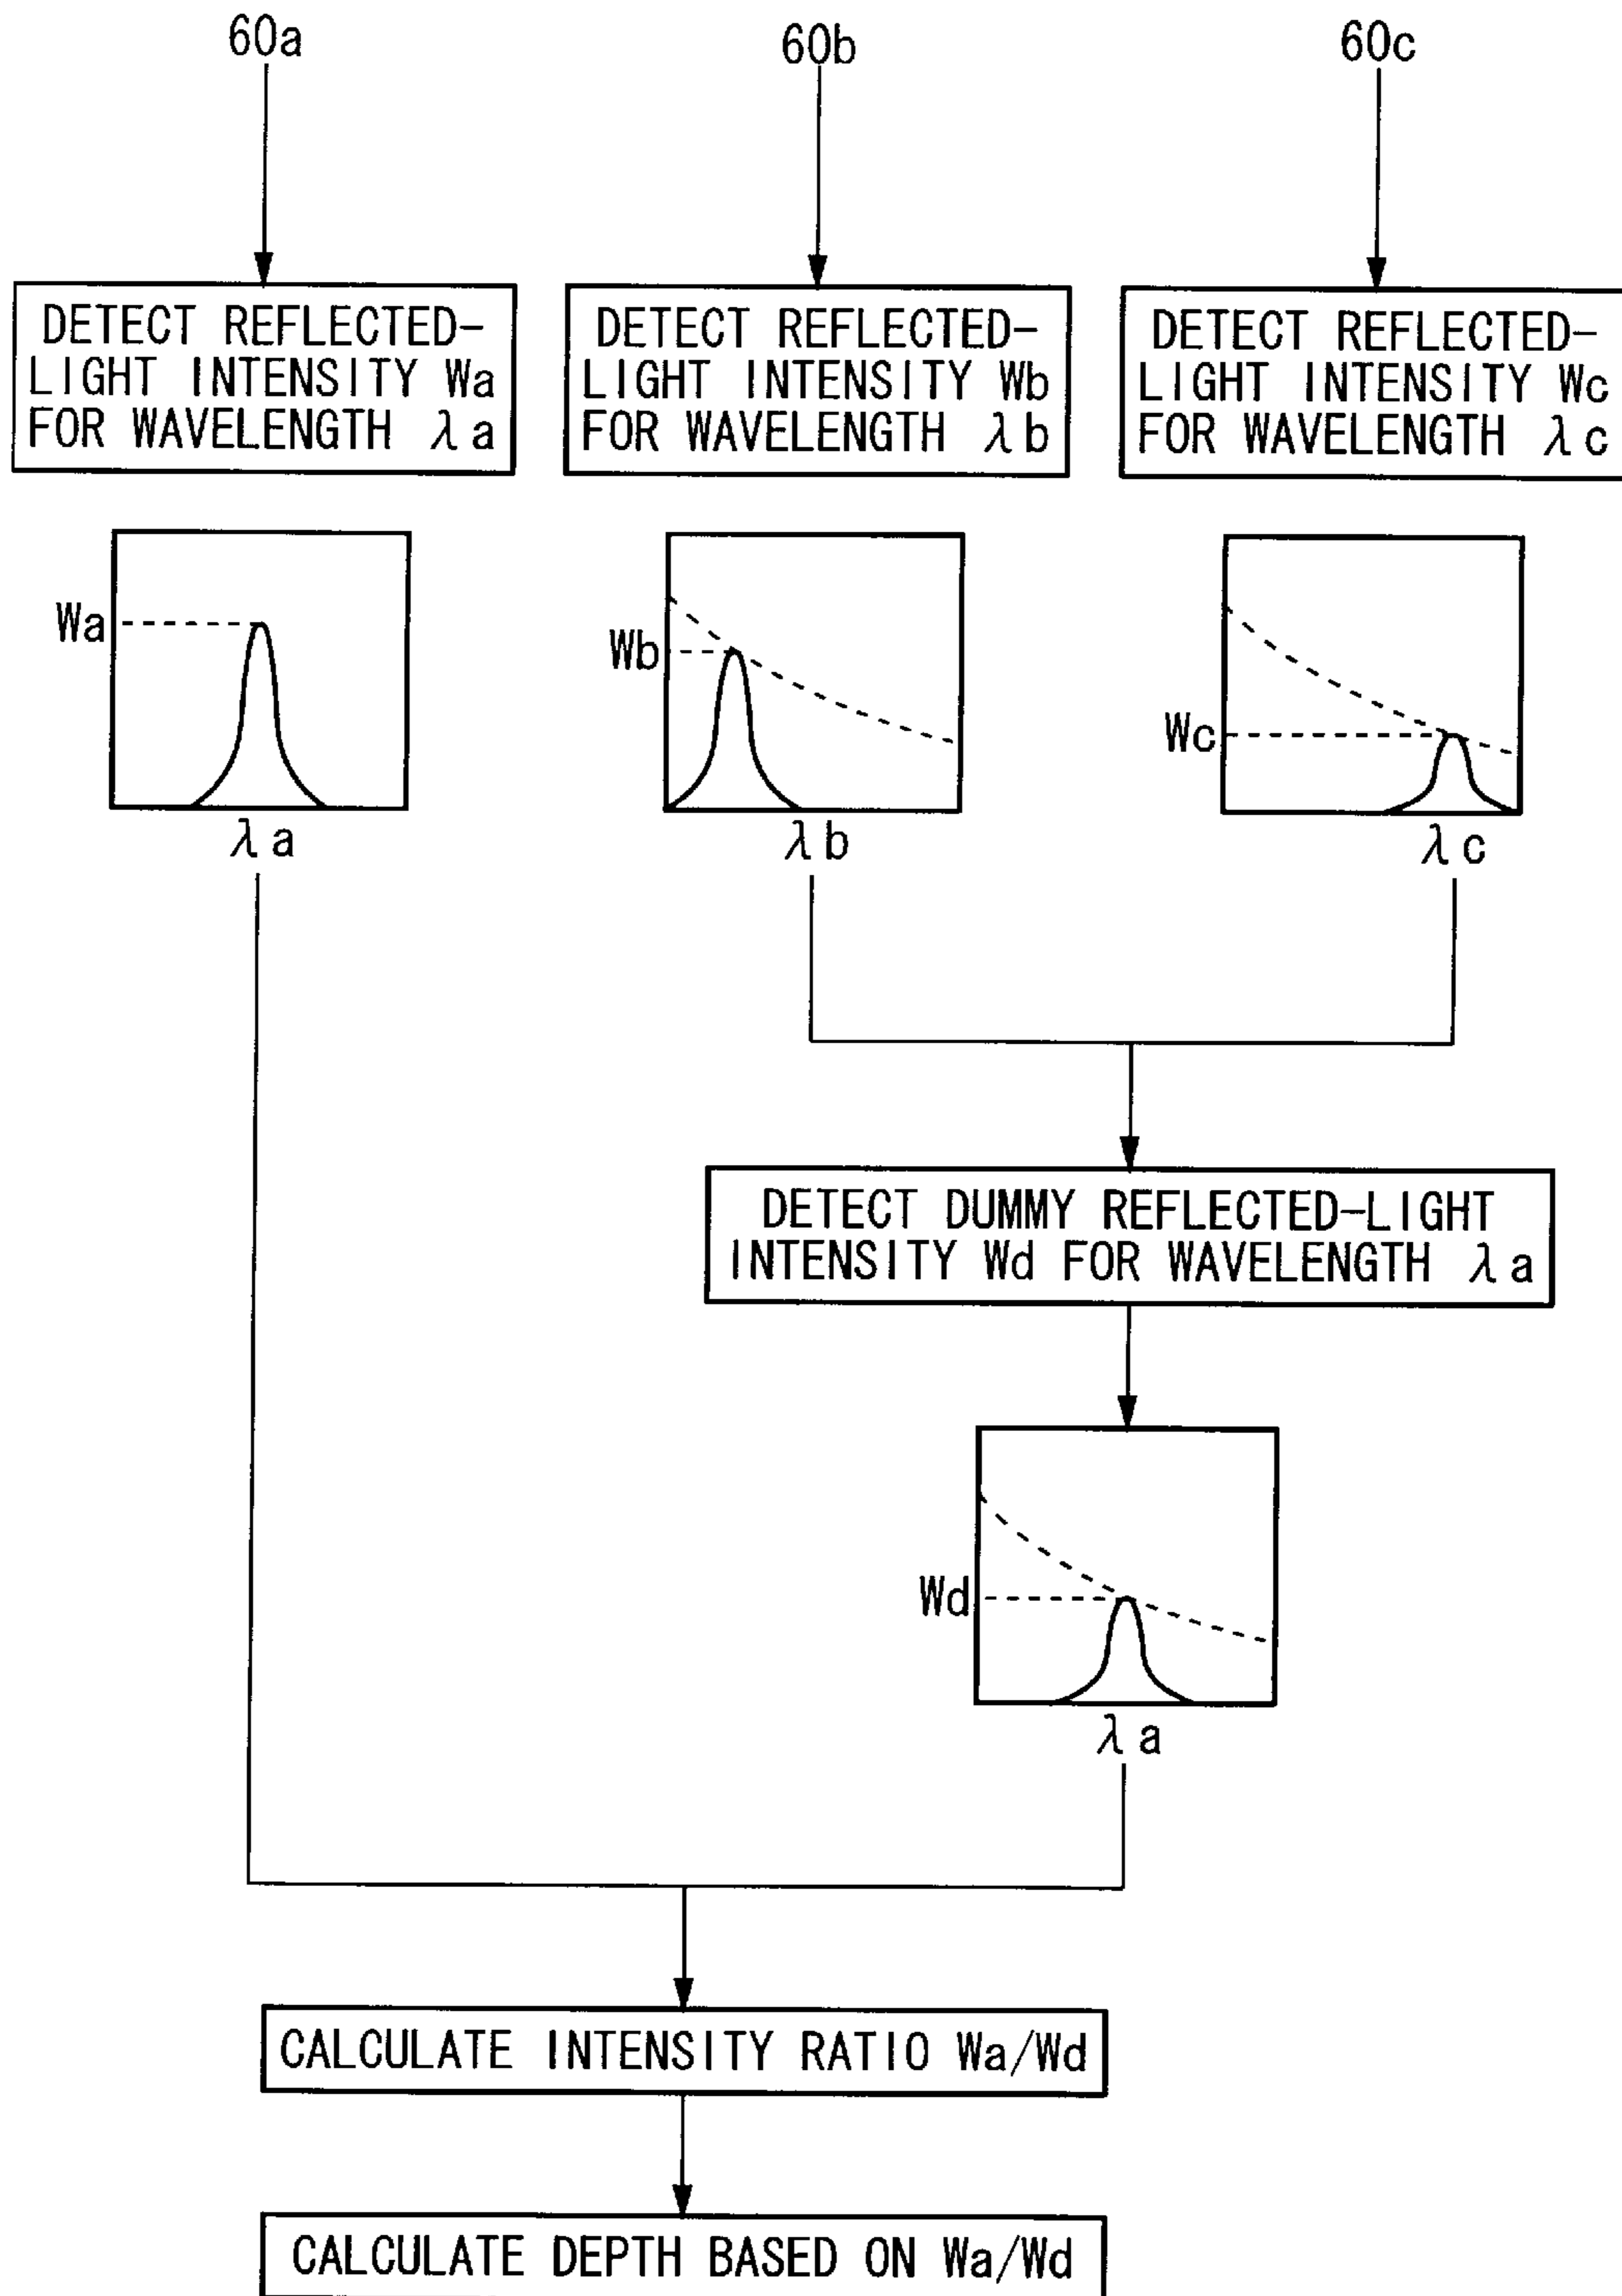 60a
60b
60c
DETECT REFLECTED-
LIGHT INTENSITY Wa
FOR WAVELENGTH λa
DETECT REFLECTED-
LIGHT INTENSITY Wb
FOR WAVELENGTH λb
DETECT REFLECTED-
LIGHT INTENSITY Wc
FOR WAVELENGTH λc
Wa
λa
Wb
λb
Wc
λc
DETECT DUMMY REFLECTED-LIGHT
INTENSITY Wd FOR WAVELENGTH λa
Wd
λa
CALCULATE INTENSITY RATIO Wa/Wd
CALCULATE DEPTH BASED ON Wa/Wd